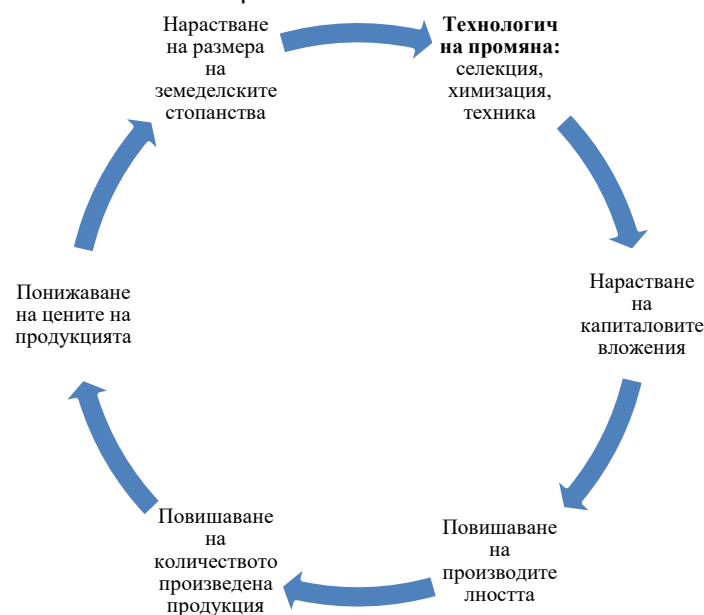 Нарастване
на размера
на
земеделските
стопанства
Технологич
на промяна:
селекция,
химизация,
техника
Нарастване
на
капиталовите
вложения
Повишаване
на
производите
лността
Повишаване
на
количеството
произведена
продукция
Понижаване
на цените на
продукцията